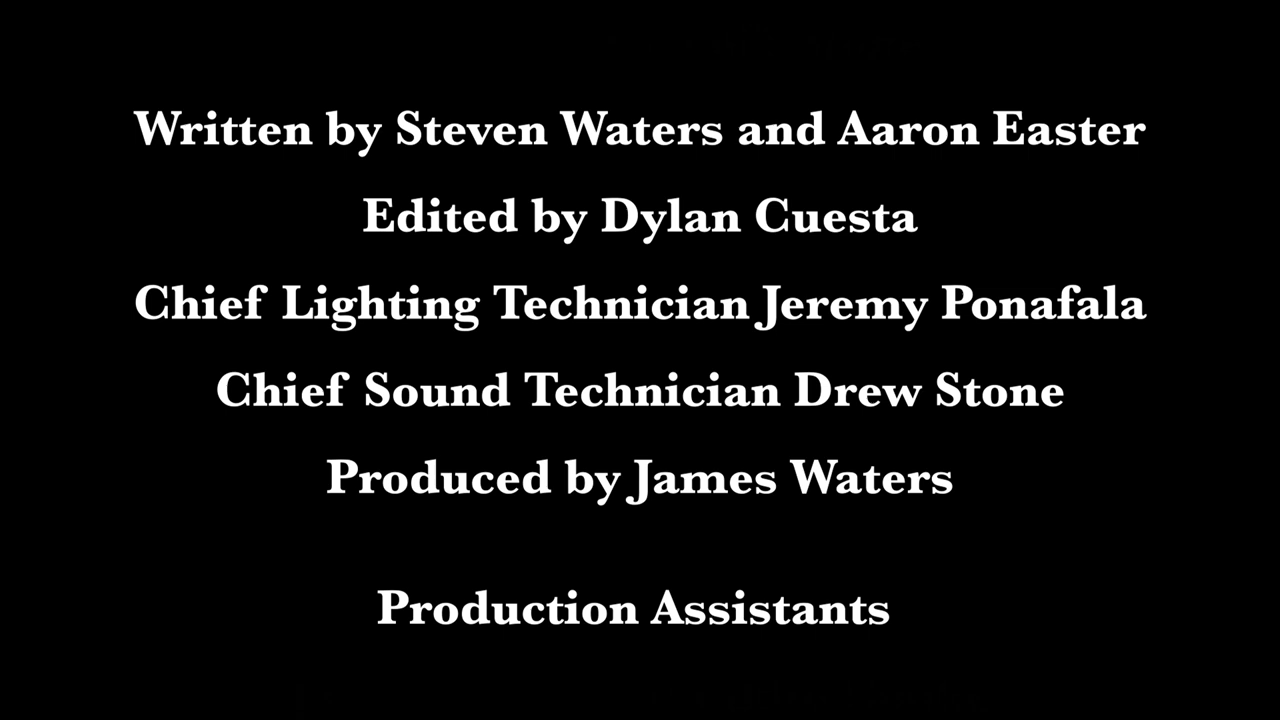 Written by Steven Waters and Aaron Easter
Edited by Dylan Cuesta
Chief Lighting Technician Jeremy Ponafala
Chief Sound Technician Drew Stone
Produced by James Waters
Production Assistants